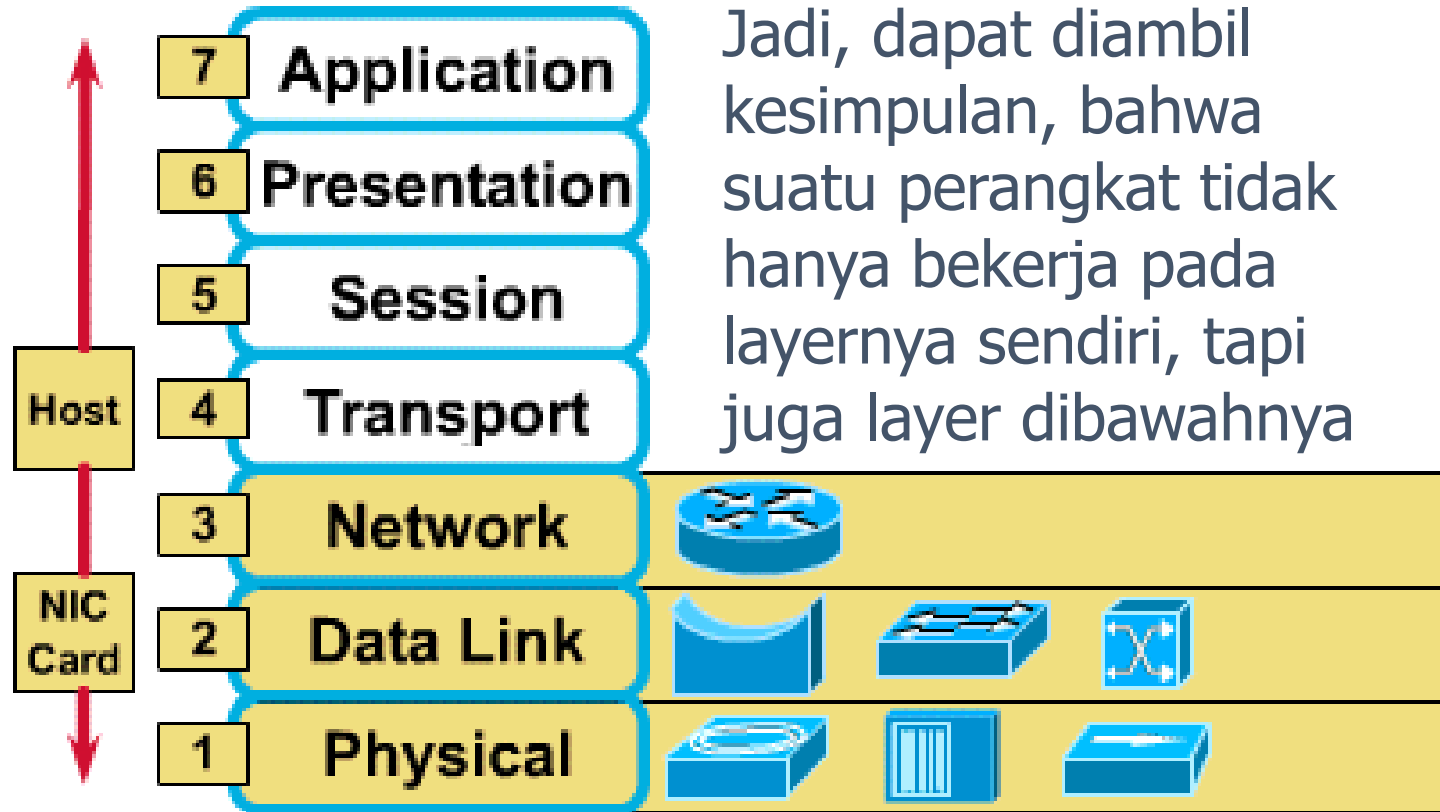 7 Application
6 Presentation
5 Session
Host
4 Transport
3 Network
NIC
Card
2 Data Link
1 Physical
Jadi, dapat diambil
kesimpulan, bahwa
suatu perangkat tidak
hanya bekerja pada
layernya sendiri, tapi
juga layer dibawahnya